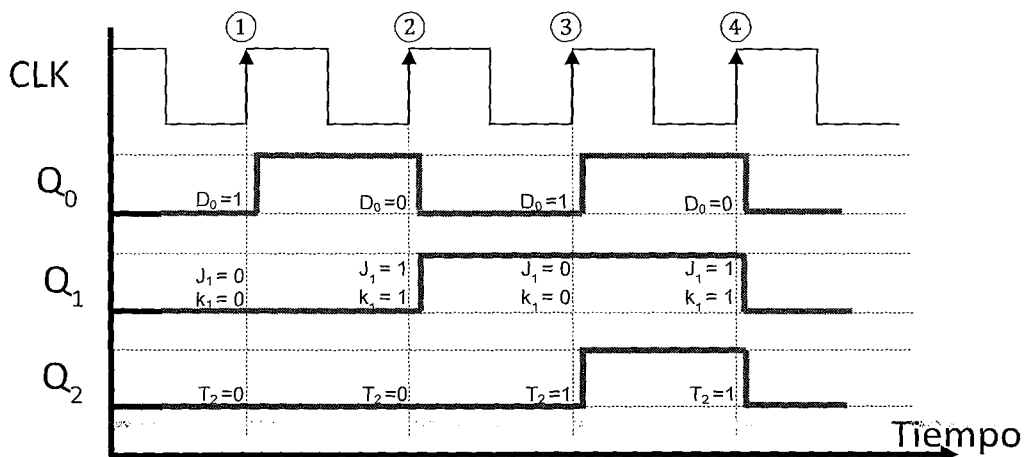 ① ② ③ ④
CLK
Q₀
D₀=1 D₀=0 D₀=1 D₀=0
Q₁
J₁=0 J₁=1 J₁=0 J₁=1
k₁=0 k₁=1 k₁=0 k₁=1
Q₂
T₂=0 T₂=0 T₂=1 T₂=1
Tiempo